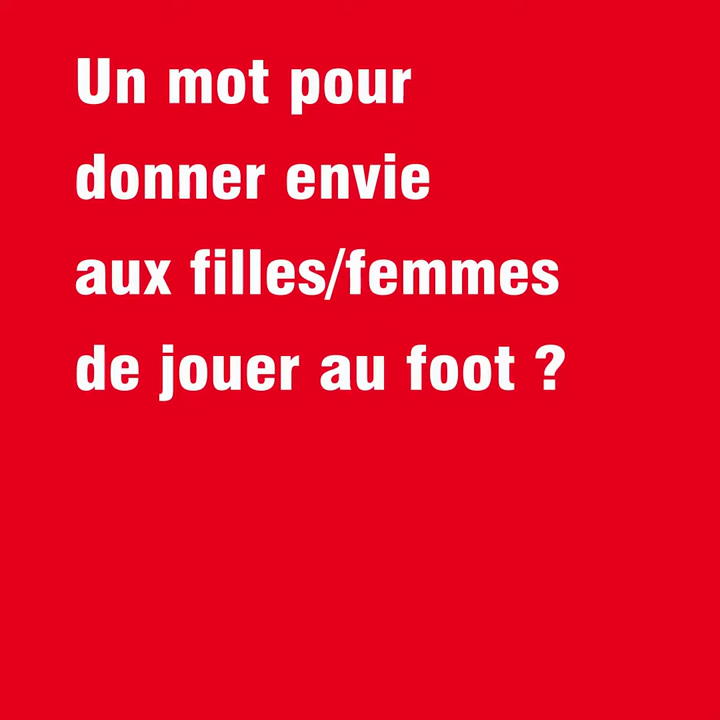 Un mot pour
donner envie
aux filles/femmes
de jouer au foot ?